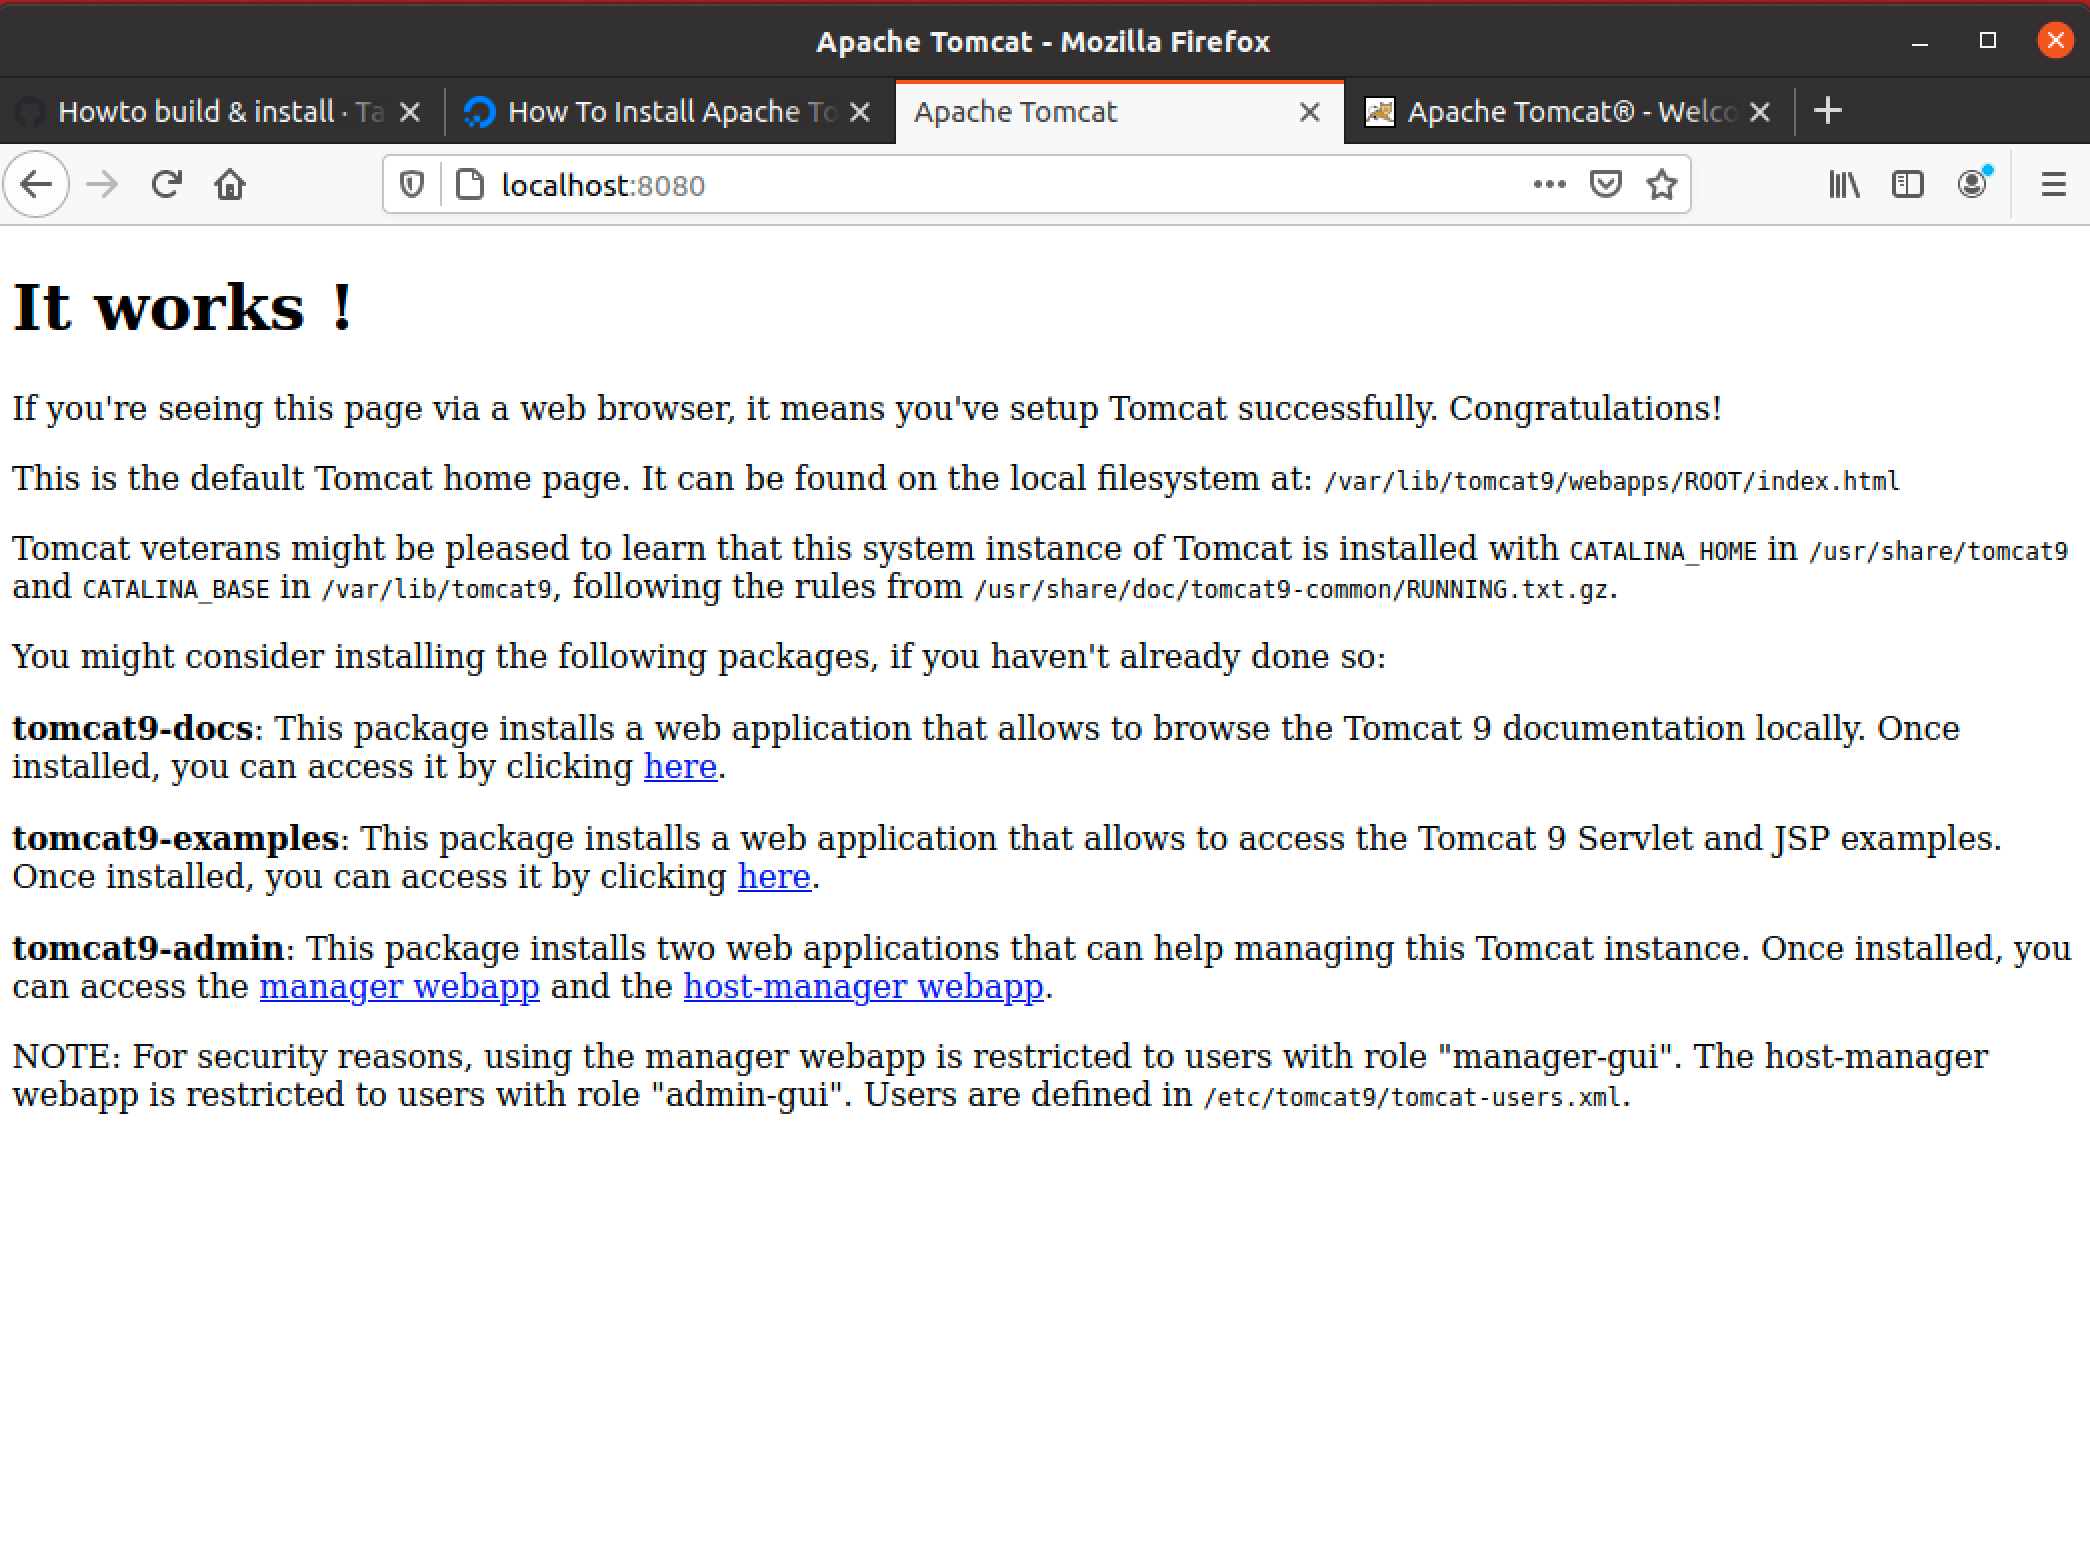 Apache Tomcat - Mozilla Firefox
Howto build & install · Ta
How To Install Apache To
Apache Tomcat
Apache Tomcat® - Welco
localhost:8080
It works !
If you're seeing this page via a web browser, it means you've setup Tomcat successfully. Congratulations!
This is the default Tomcat home page. It can be found on the local filesystem at: /var/lib/tomcat9/webapps/ROOT/index.html
Tomcat veterans might be pleased to learn that this system instance of Tomcat is installed with CATALINA_HOME in /usr/share/tomcat9
and CATALINA_BASE in /var/lib/tomcat9, following the rules from /usr/share/doc/tomcat9-common/RUNNING.txt.gz.
You might consider installing the following packages, if you haven't already done so:
tomcat9-docs: This package installs a web application that allows to browse the Tomcat 9 documentation locally. Once
installed, you can access it by clicking here.
tomcat9-examples: This package installs a web application that allows to access the Tomcat 9 Servlet and JSP examples.
Once installed, you can access it by clicking here.
tomcat9-admin: This package installs two web applications that can help managing this Tomcat instance. Once installed, you
can access the manager webapp and the host-manager webapp.
NOTE: For security reasons, using the manager webapp is restricted to users with role "manager-gui". The host-manager
webapp is restricted to users with role "admin-gui". Users are defined in /etc/tomcat9/tomcat-users.xml.